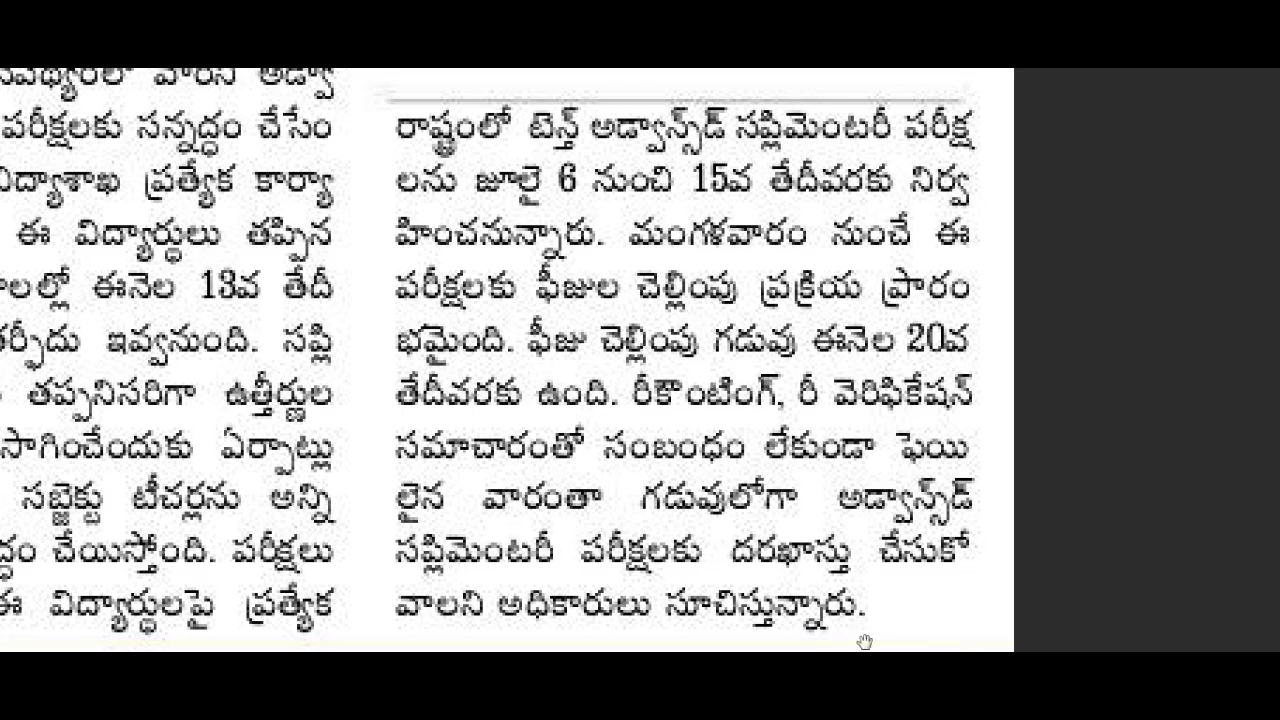 పరీక్షలకు సన్నద్ధం చేసేం
విద్యాశాఖ ప్రత్యేక కార్యా
ఈ విద్యార్థులు తప్పిన
ఈనెల 13వ తేదీ
ఇవ్వనుంది. సప్లి
తప్పనిసరిగా ఉత్తీర్ణుల
సాగించేందుకు ఏర్పాట్లు
సబ్జెక్టు టీచర్లను అన్ని
చేయిస్తోంది. పరీక్షలు
ఈ విద్యార్థులపై ప్రత్యేక
రాష్ట్రంలో టెన్త్ అడ్వాన్స్‌డ్ సప్లిమెంటరీ పరీక్ష
లను జూలై 6 నుంచి 15వ తేదీవరకు నిర్వ
హించనున్నారు. మంగళవారం నుంచే ఈ
పరీక్షలకు ఫీజుల చెల్లింపు ప్రక్రియ ప్రారం
భమైంది. ఫీజు చెల్లింపు గడువు ఈనెల 20వ
తేదీవరకు ఉంది. రీకౌంటింగ్, రీ వెరిఫికేషన్
సమాచారంతో సంబంధం లేకుండా ఫెయి
లైన వారంతా గడువులోగా అడ్వాన్స్‌డ్
సప్లిమెంటరీ పరీక్షలకు దరఖాస్తు చేసుకో
వాలని అధికారులు సూచిస్తున్నారు.